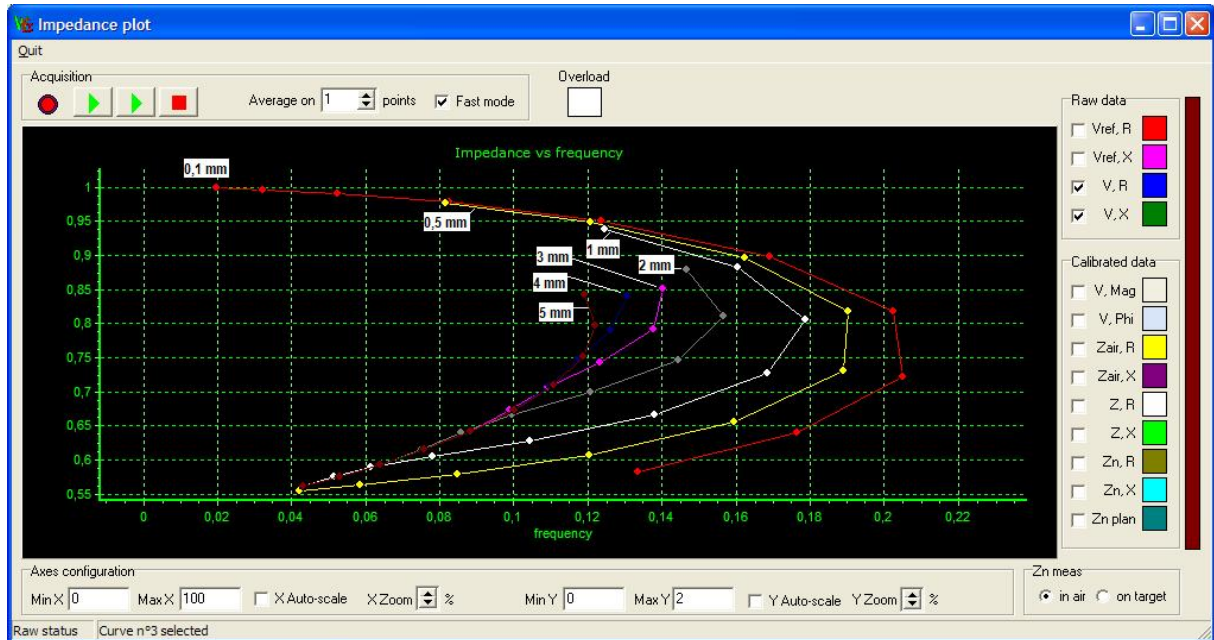 Impedance plot
Quit
Acquisition
Average on 1 points Fast mode
Overload
Impedance vs frequency
0,1 mm
0,5 mm
1 mm
2 mm
3 mm
4 mm
5 mm
1
0,95
0,9
0,85
0,8
0,75
0,7
0,65
0,6
0,55
0 0,02 0,04 0,06 0,08 0,1 0,12 0,14 0,16 0,18 0,2 0,22
frequency
Raw data
Vref, R
Vref, X
V, R
V, X
Calibrated data
V, Mag
V, Phi
Zair, R
Zair, X
Z, R
Z, X
Zn, R
Zn, X
Zn plan
Axes configuration
Min X 0 Max X 100 X Auto-scale X Zoom % Min Y 0 Max Y 2 Y Auto-scale Y Zoom %
Zn meas
in air on target
Raw status Curve n°3 selected